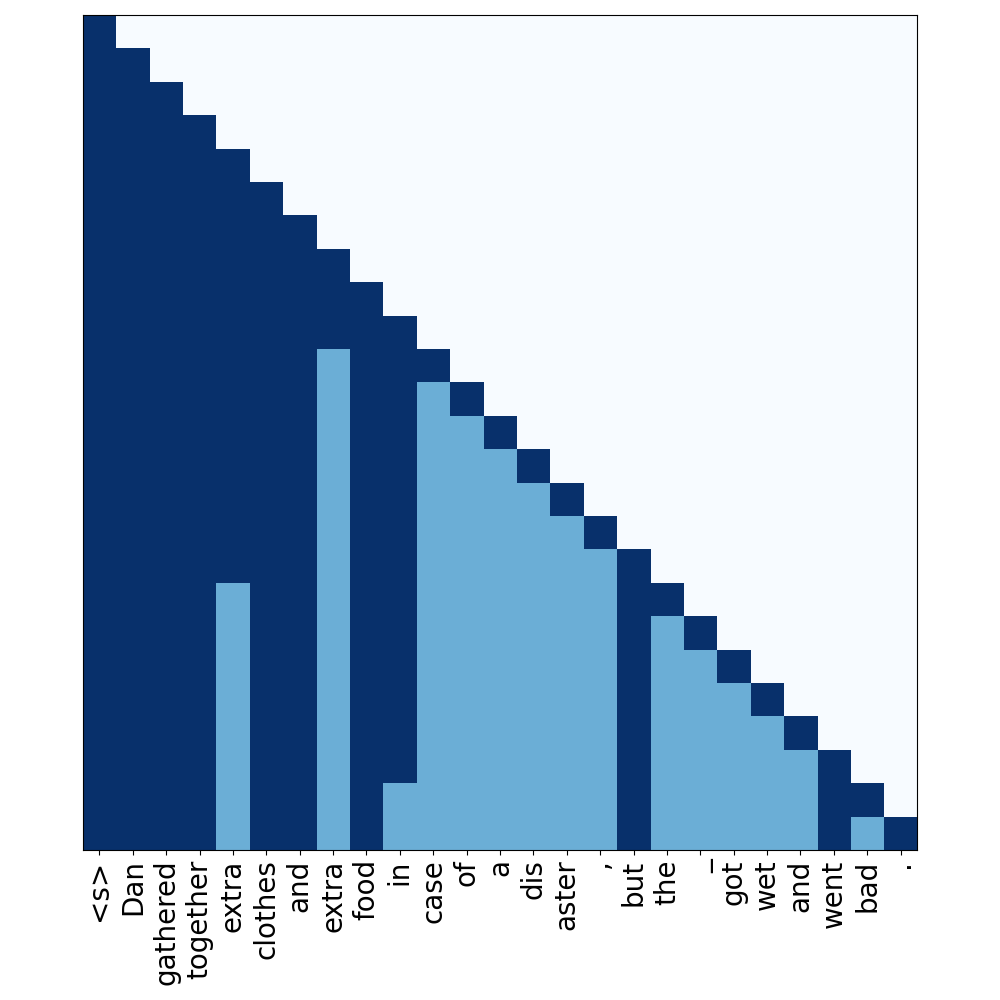 <s>
Dan
gathered
together
extra
clothes
and
extra
food
in
case
of
a
dis
aster
,
but
the
_
got
wet
and
went
bad
.